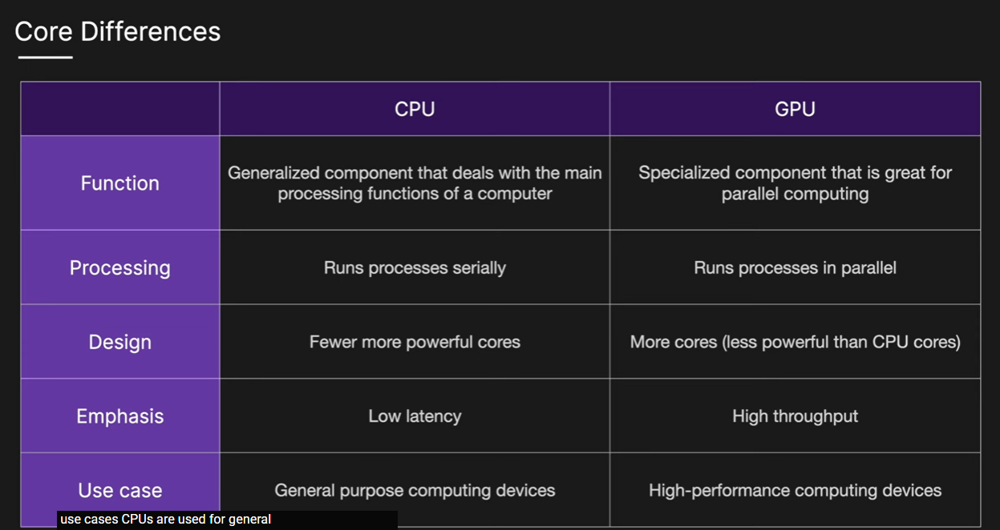 Core Differences
CPU
GPU
Function
Generalized component that deals with the main
processing functions of a computer
Specialized component that is great for
parallel computing
Processing
Runs processes serially
Runs processes in parallel
Design
Fewer more powerful cores
More cores (less powerful than CPU cores)
Emphasis
Low latency
High throughput
Use case
General purpose computing devices
High-performance computing devices
use cases CPUs are used for general